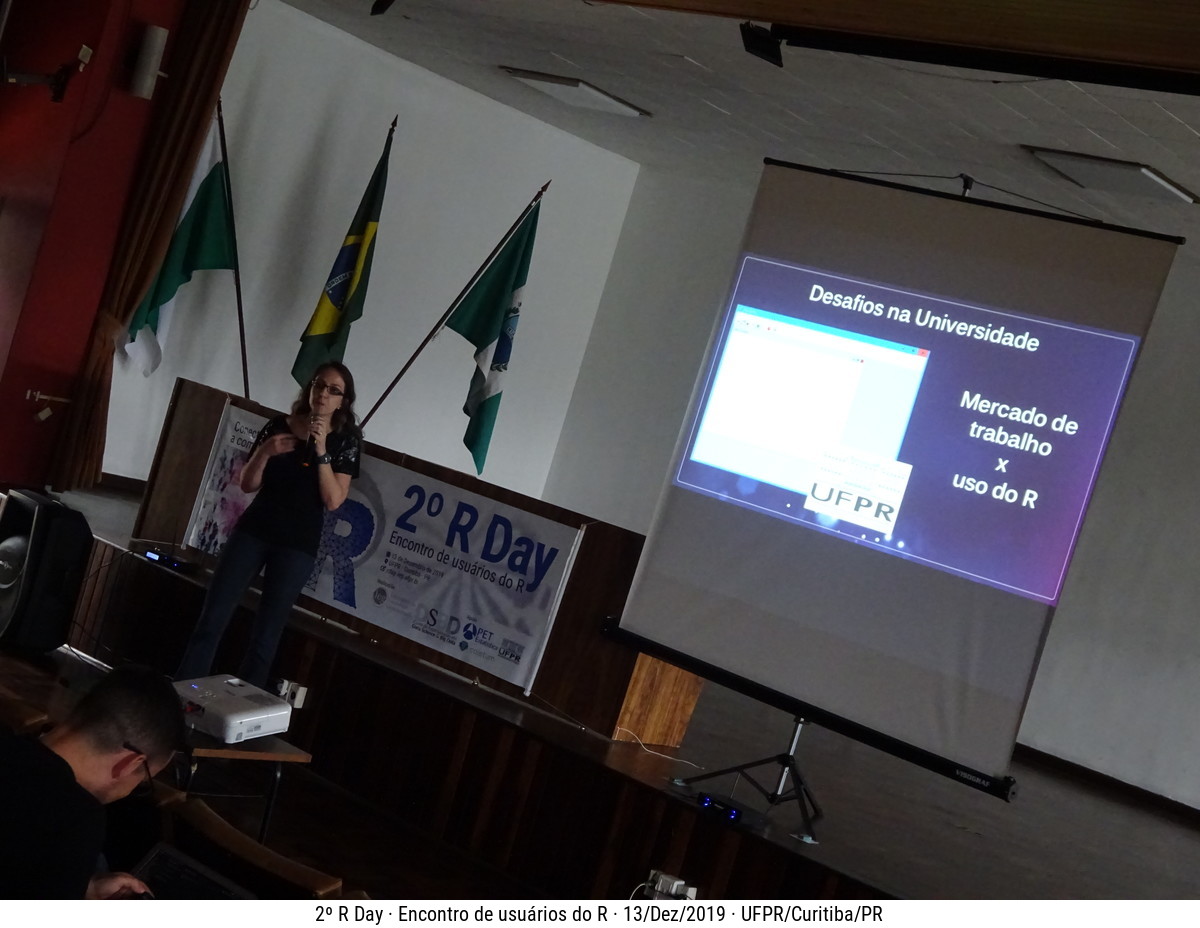 Desafios na Universidade
Mercado de
trabalho
x
uso do R
UFPR
2º R Day
Encontro de usuários do R
R
PET
UFPR
2º R Day · Encontro de usuários do R · 13/Dez/2019 · UFPR/Curitiba/PR